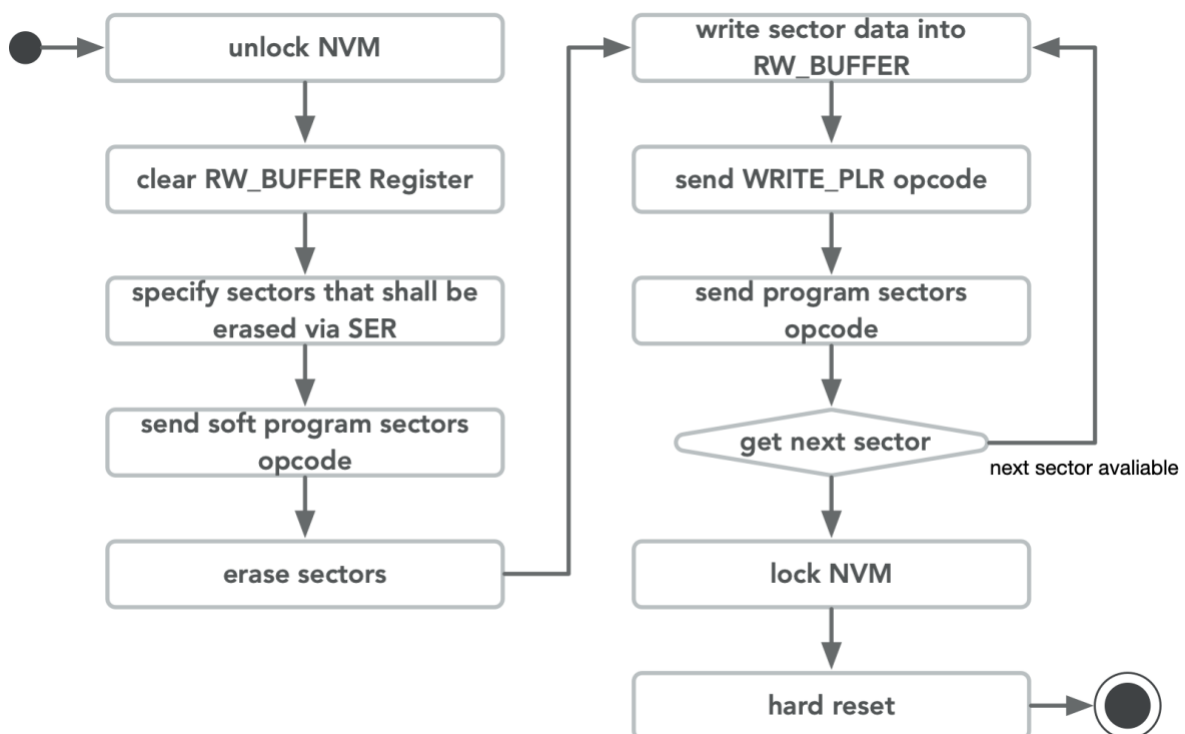 unlock NVM
clear RW_BUFFER Register
specify sectors that shall be
erased via SER
send soft program sectors
opcode
erase sectors
write sector data into
RW_BUFFER
send WRITE_PLR opcode
send program sectors
opcode
get next sector
next sector avaliable
lock NVM
hard reset